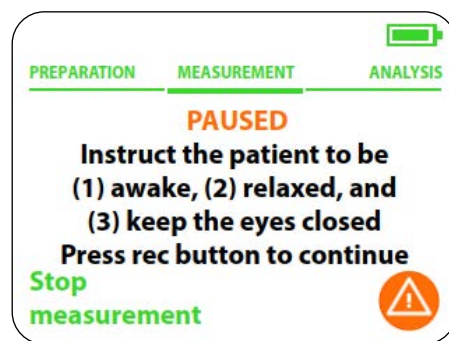 PREPARATION MEASUREMENT ANALYSIS
PAUSED
Instruct the patient to be
(1) awake, (2) relaxed, and
(3) keep the eyes closed
Press rec button to continue
Stop
measurement